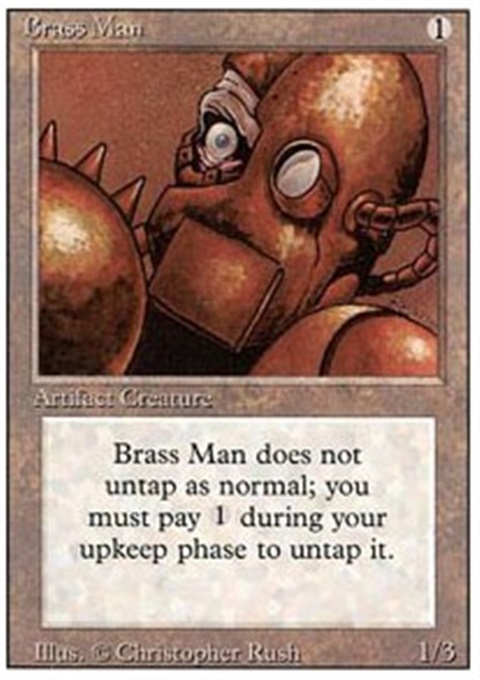 Brass Man 1
Artifact Creature
Brass Man does not
untap as normal; you
must pay 1 during your
upkeep phase to untap it.
Illus. © Christopher Rush 1/3